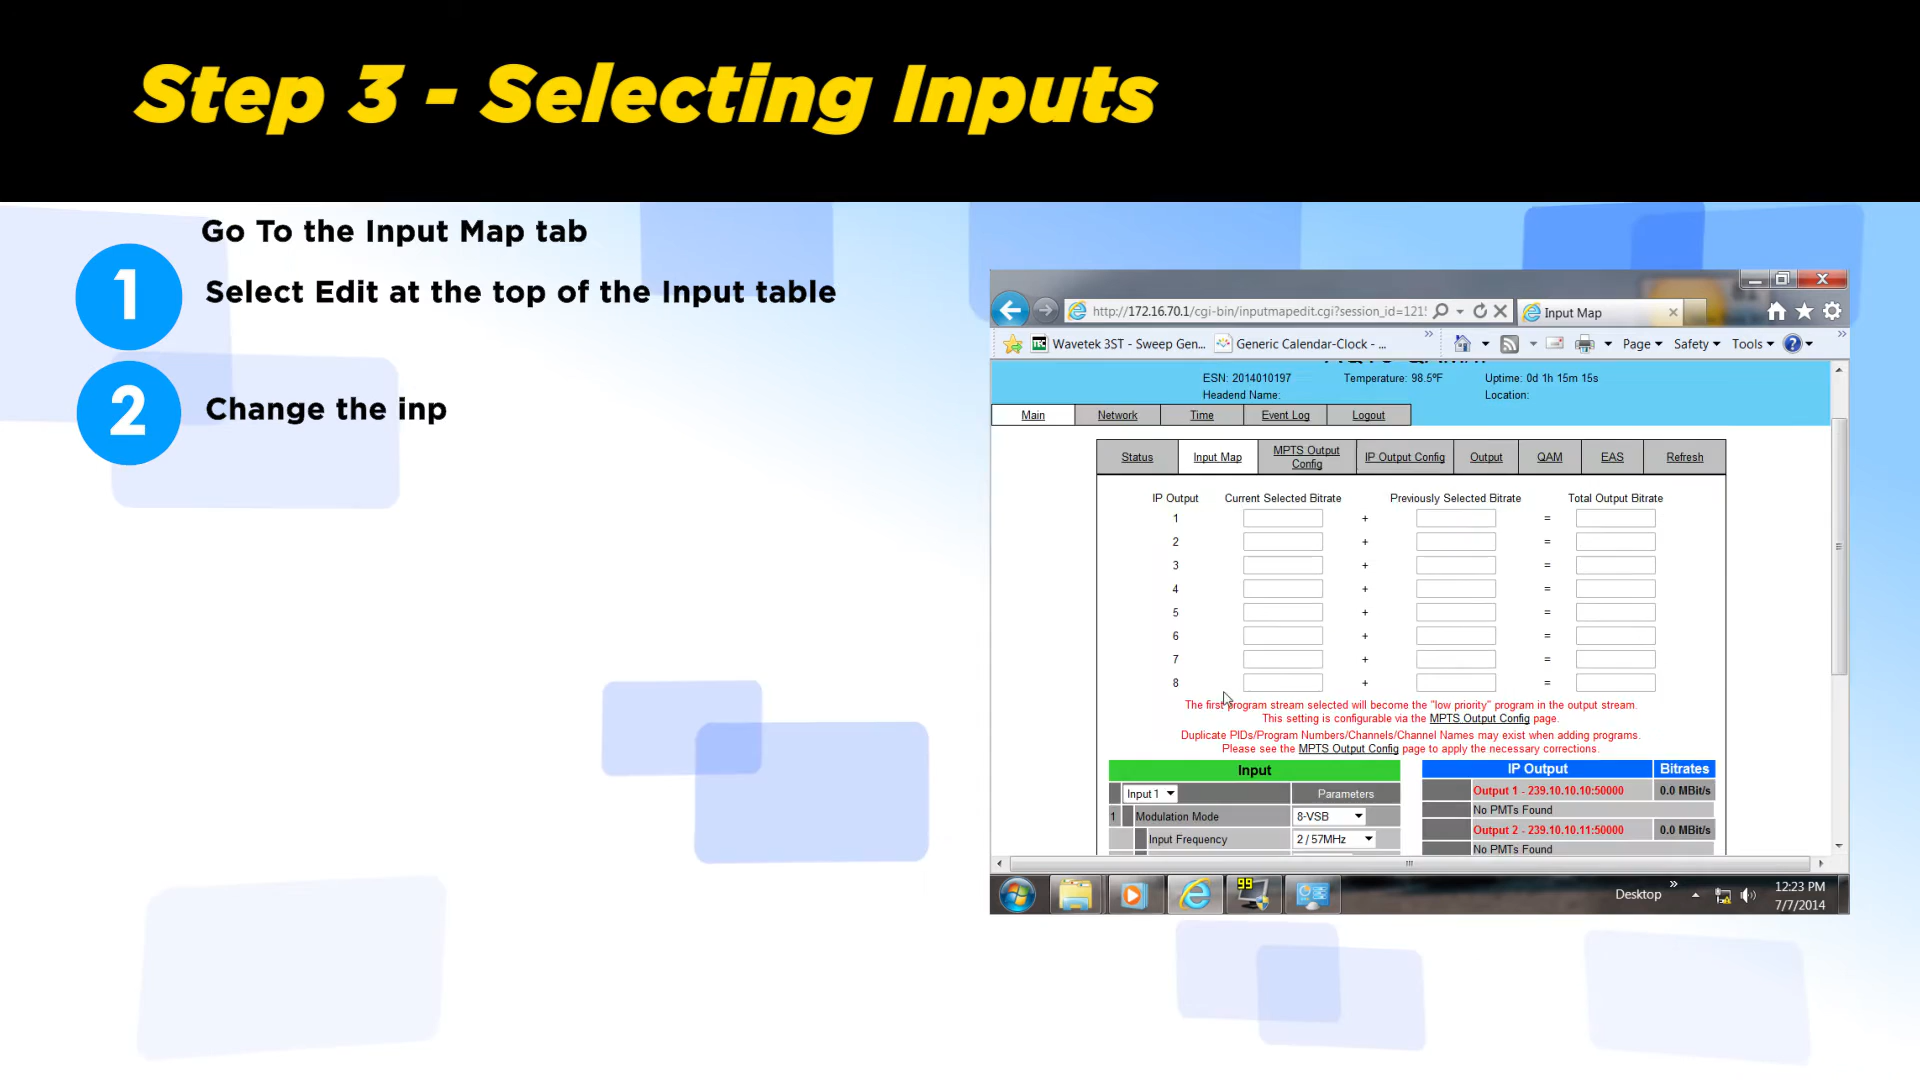 Step 3 - Selecting Inputs
Go To the Input Map tab
1
Select Edit at the top of the Input table
2
Change the inp
http://172.16.70.1/cgi-bin/inputmapedit.cgi?session_id=121
Input Map
Wavetek 3ST - Sweep Gen...
Generic Calendar-Clock - ...
Page
Safety
Tools
ESN: 2014010197
Temperature: 98.5ºF
Uptime: 0d 1h 15m 15s
Headend Name:
Location:
Main
Network
Time
Event Log
Logout
Status
Input Map
MPTS Output
Config
IP Output Config
Output
QAM
EAS
Refresh
IP Output Current Selected Bitrate Previously Selected Bitrate Total Output Bitrate
1 + =
2 + =
3 + =
4 + =
5 + =
6 + =
7 + =
8 + =
The first program stream selected will become the "low priority" program in the output stream.
This setting is configurable via the MPTS Output Config page.
Duplicate PIDs/Program Numbers/Channels/Channel Names may exist when adding programs.
Please see the MPTS Output Config page to apply the necessary corrections.
Input
Input 1
Parameters
1 Modulation Mode 8-VSB
Input Frequency 2 / 57MHz
IP Output Bitrates
Output 1 - 239.10.10.10:50000 0.0 MBit/s
No PMTs Found
Output 2 - 239.10.10.11:50000 0.0 MBit/s
No PMTs Found
99
Desktop
12:23 PM
7/7/2014